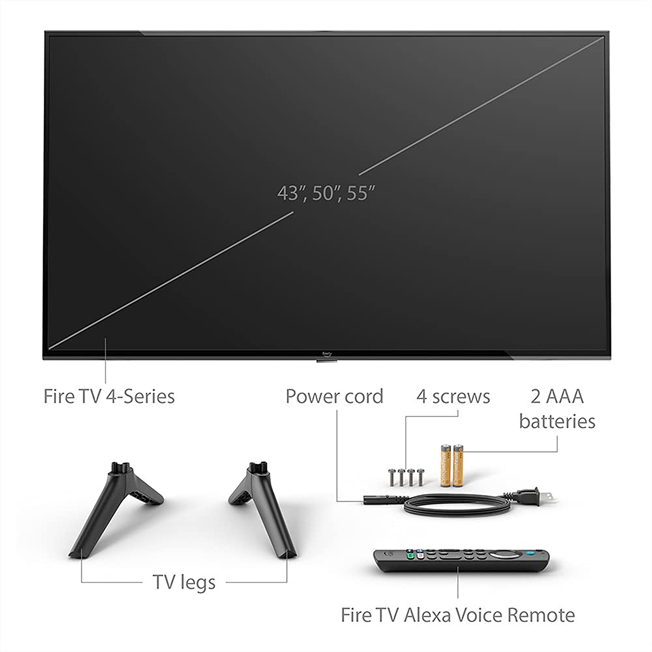 43”, 50”, 55”
Fire TV 4-Series
Power cord
4 screws
2 AAA
batteries
TV legs
Fire TV Alexa Voice Remote